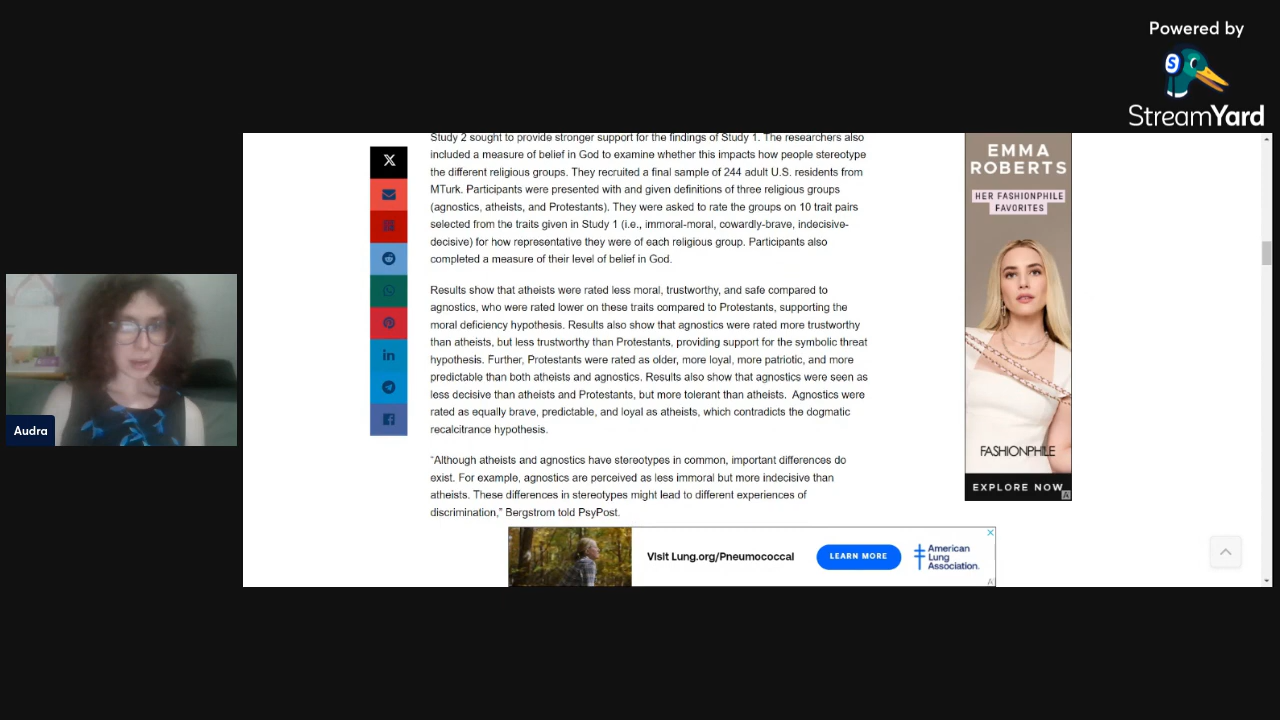 Powered by
StreamYard
Study 2 sought to provide stronger support for the findings of Study 1. The researchers also
included a measure of belief in God to examine whether this impacts how people stereotype
the different religious groups. They recruited a final sample of 244 adult U.S. residents from
MTurk. Participants were presented with and given definitions of three religious groups
(agnostics, atheists, and Protestants). They were asked to rate the groups on 10 trait pairs
selected from the traits given in Study 1 (i.e., immoral-moral, cowardly-brave, indecisive-
decisive) for how representative they were of each religious group. Participants also
completed a measure of their level of belief in God.
Results show that atheists were rated less moral, trustworthy, and safe compared to
agnostics, who were rated lower on these traits compared to Protestants, supporting the
moral deficiency hypothesis. Results also show that agnostics were rated more trustworthy
than atheists, but less trustworthy than Protestants, providing support for the symbolic threat
hypothesis. Further, Protestants were rated as older, more loyal, more patriotic, and more
predictable than both atheists and agnostics. Results also show that agnostics were seen as
less decisive than atheists and Protestants, but more tolerant than atheists. Agnostics were
rated as equally brave, predictable, and loyal as atheists, which contradicts the dogmatic
recalcitrance hypothesis.
“Although atheists and agnostics have stereotypes in common, important differences do
exist. For example, agnostics are perceived as less immoral but more indecisive than
atheists. These differences in stereotypes might lead to different experiences of
discrimination,” Bergstrom told PsyPost.
EMMA
ROBERTS
HER FASHIONPHILE
FAVORITES
FASHIONPHILE
EXPLORE NOW
Audra
Visit Lung.org/Pneumococcal
LEARN MORE
American
Lung
Association.